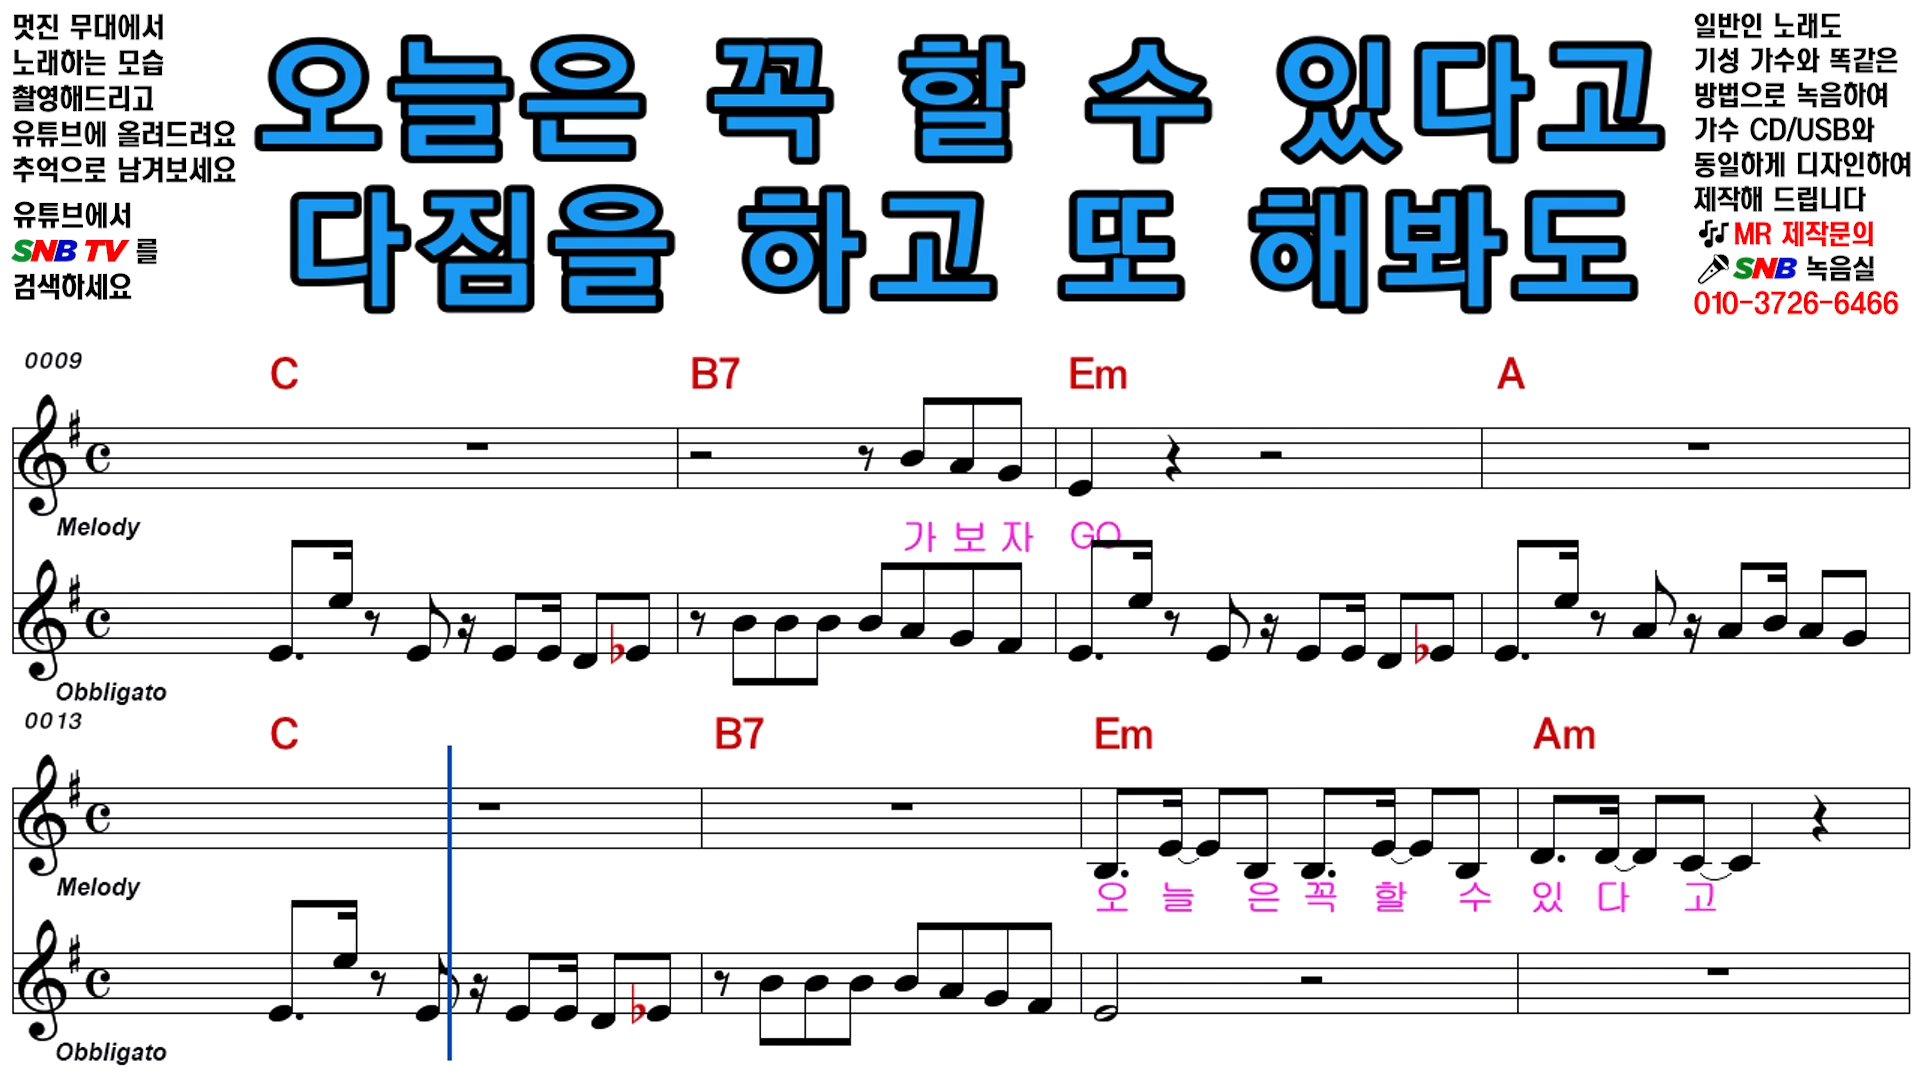 멋진 무대에서
노래하는 모습
촬영해드리고
유튜브에 올려드려요
추억으로 남겨보세요
유튜브에서
SNB TV 를
검색하세요
오늘은 꼭 할 수 있다고
다짐을 하고 또 해봐도
일반인 노래도
기성 가수와 똑같은
방법으로 녹음하여
가수 CD/USB와
동일하게 디자인하여
제작해 드립니다
MR 제작문의
SNB 녹음실
010-3726-6466
0009
C B7 Em A
Melody
가 보 자 GO
Obbligato
0013
C B7 Em Am
Melody
오 늘 은 꼭 할 수 있 다 고
Obbligato